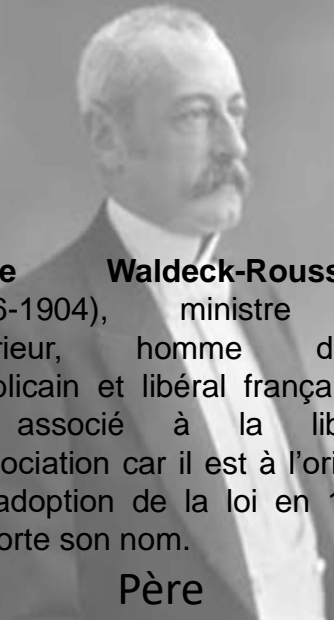 e Waldeck-Rouss
6-1904), ministre
rieur, homme d
licain et libéral frança
associé à la lib
ociation car il est à l’ori
adoption de la loi en 1
orte son nom.
Père